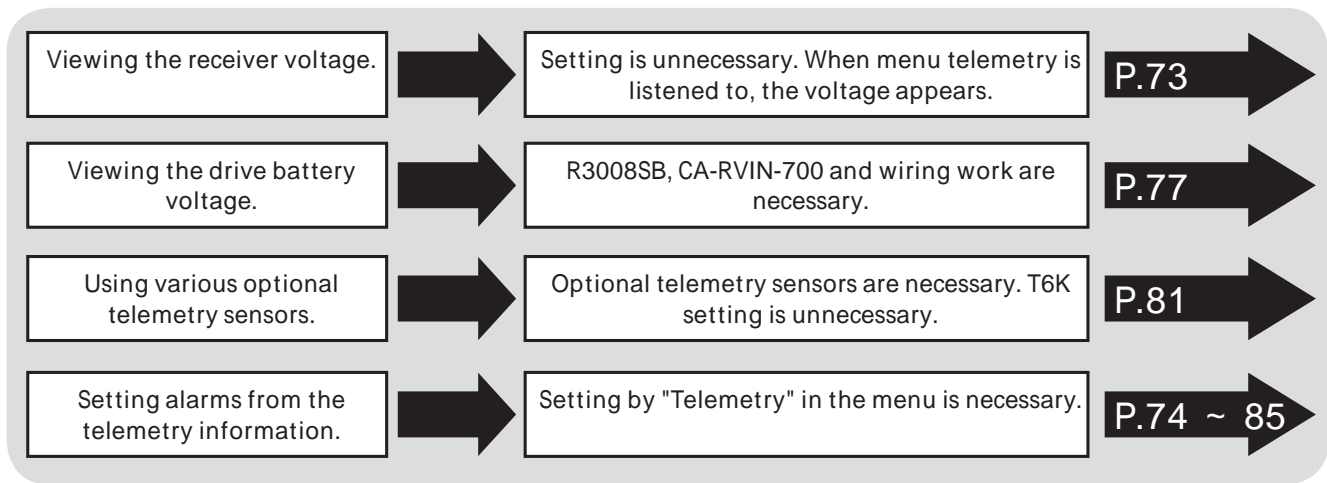 Viewing the receiver voltage.
Setting is unnecessary. When menu telemetry is
listened to, the voltage appears.
P.73
Viewing the drive battery
voltage.
R3008SB, CA-RVIN-700 and wiring work are
necessary.
P.77
Using various optional
telemetry sensors.
Optional telemetry sensors are necessary. T6K
setting is unnecessary.
P.81
Setting alarms from the
telemetry information.
Setting by "Telemetry" in the menu is necessary.
P.74 ~ 85